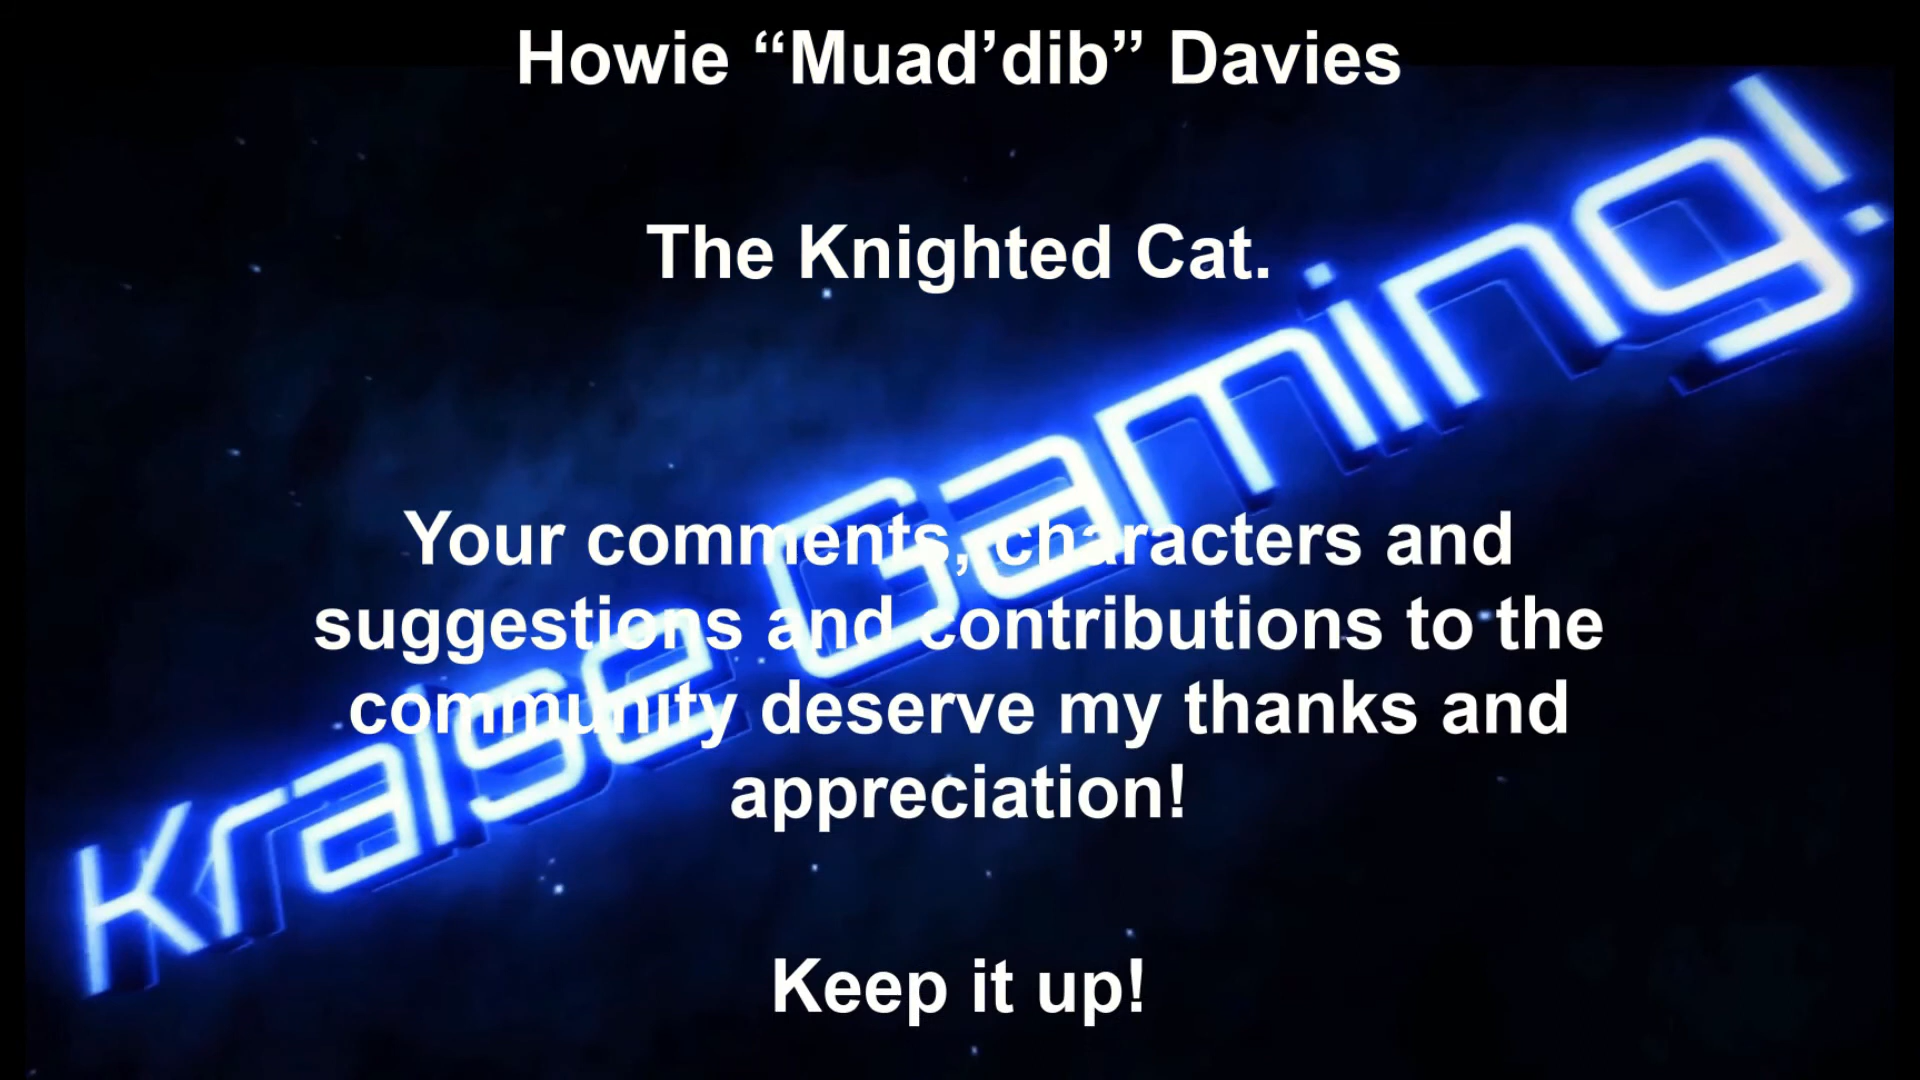 Howie “Muad’dib” Davies
The Knighted Cat.
Kraise Gaming!
Your comments, characters and
suggestions and contributions to the
community deserve my thanks and
appreciation!
Keep it up!